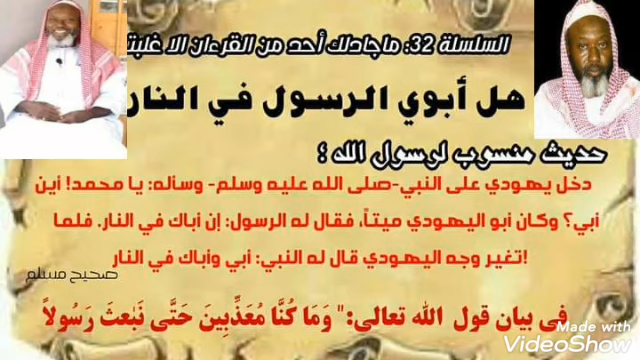 السلسلة 32: ماجادلك أحد من القرءان الا غلبته
هل أبوي الرسول في النار
حديث منسوب لرسول الله ؛
دخل يهودي على النبي-صلى الله عليه وسلم- وسأله: يا محمد! أين
أبي؟ وكان أبو اليهودي ميتاً، فقال له الرسول: إن أباك في النار. فلما
تغير وجه اليهودي قال له النبي: أبي وأباك في النار!
صحيح مسلم
في بيان قول الله تعالى:" وَمَا كُنَّا مُعَذِّبِينَ حَتَّى نَبْعَثَ رَسُولاً
Made with
VideoShow